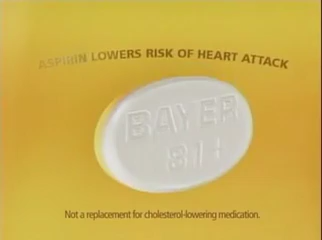 ASPIRIN LOWERS RISK OF HEART ATTACK
BAYER
81+
Not a replacement for cholesterol-lowering medication.